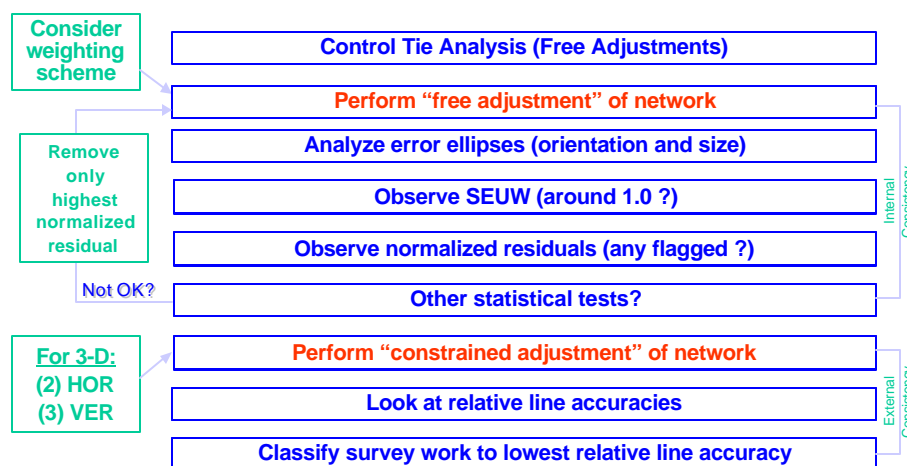 Consider
weighting
scheme
Control Tie Analysis (Free Adjustments)
Perform “free adjustment” of network
Analyze error ellipses (orientation and size)
Remove
only
highest
normalized
residual
Observe SEUW (around 1.0 ?)
Observe normalized residuals (any flagged ?)
Not OK?
Other statistical tests?
Internal
Consistency
For 3-D:
(2) HOR
(3) VER
Perform “constrained adjustment” of network
Look at relative line accuracies
Classify survey work to lowest relative line accuracy
External
Consistency